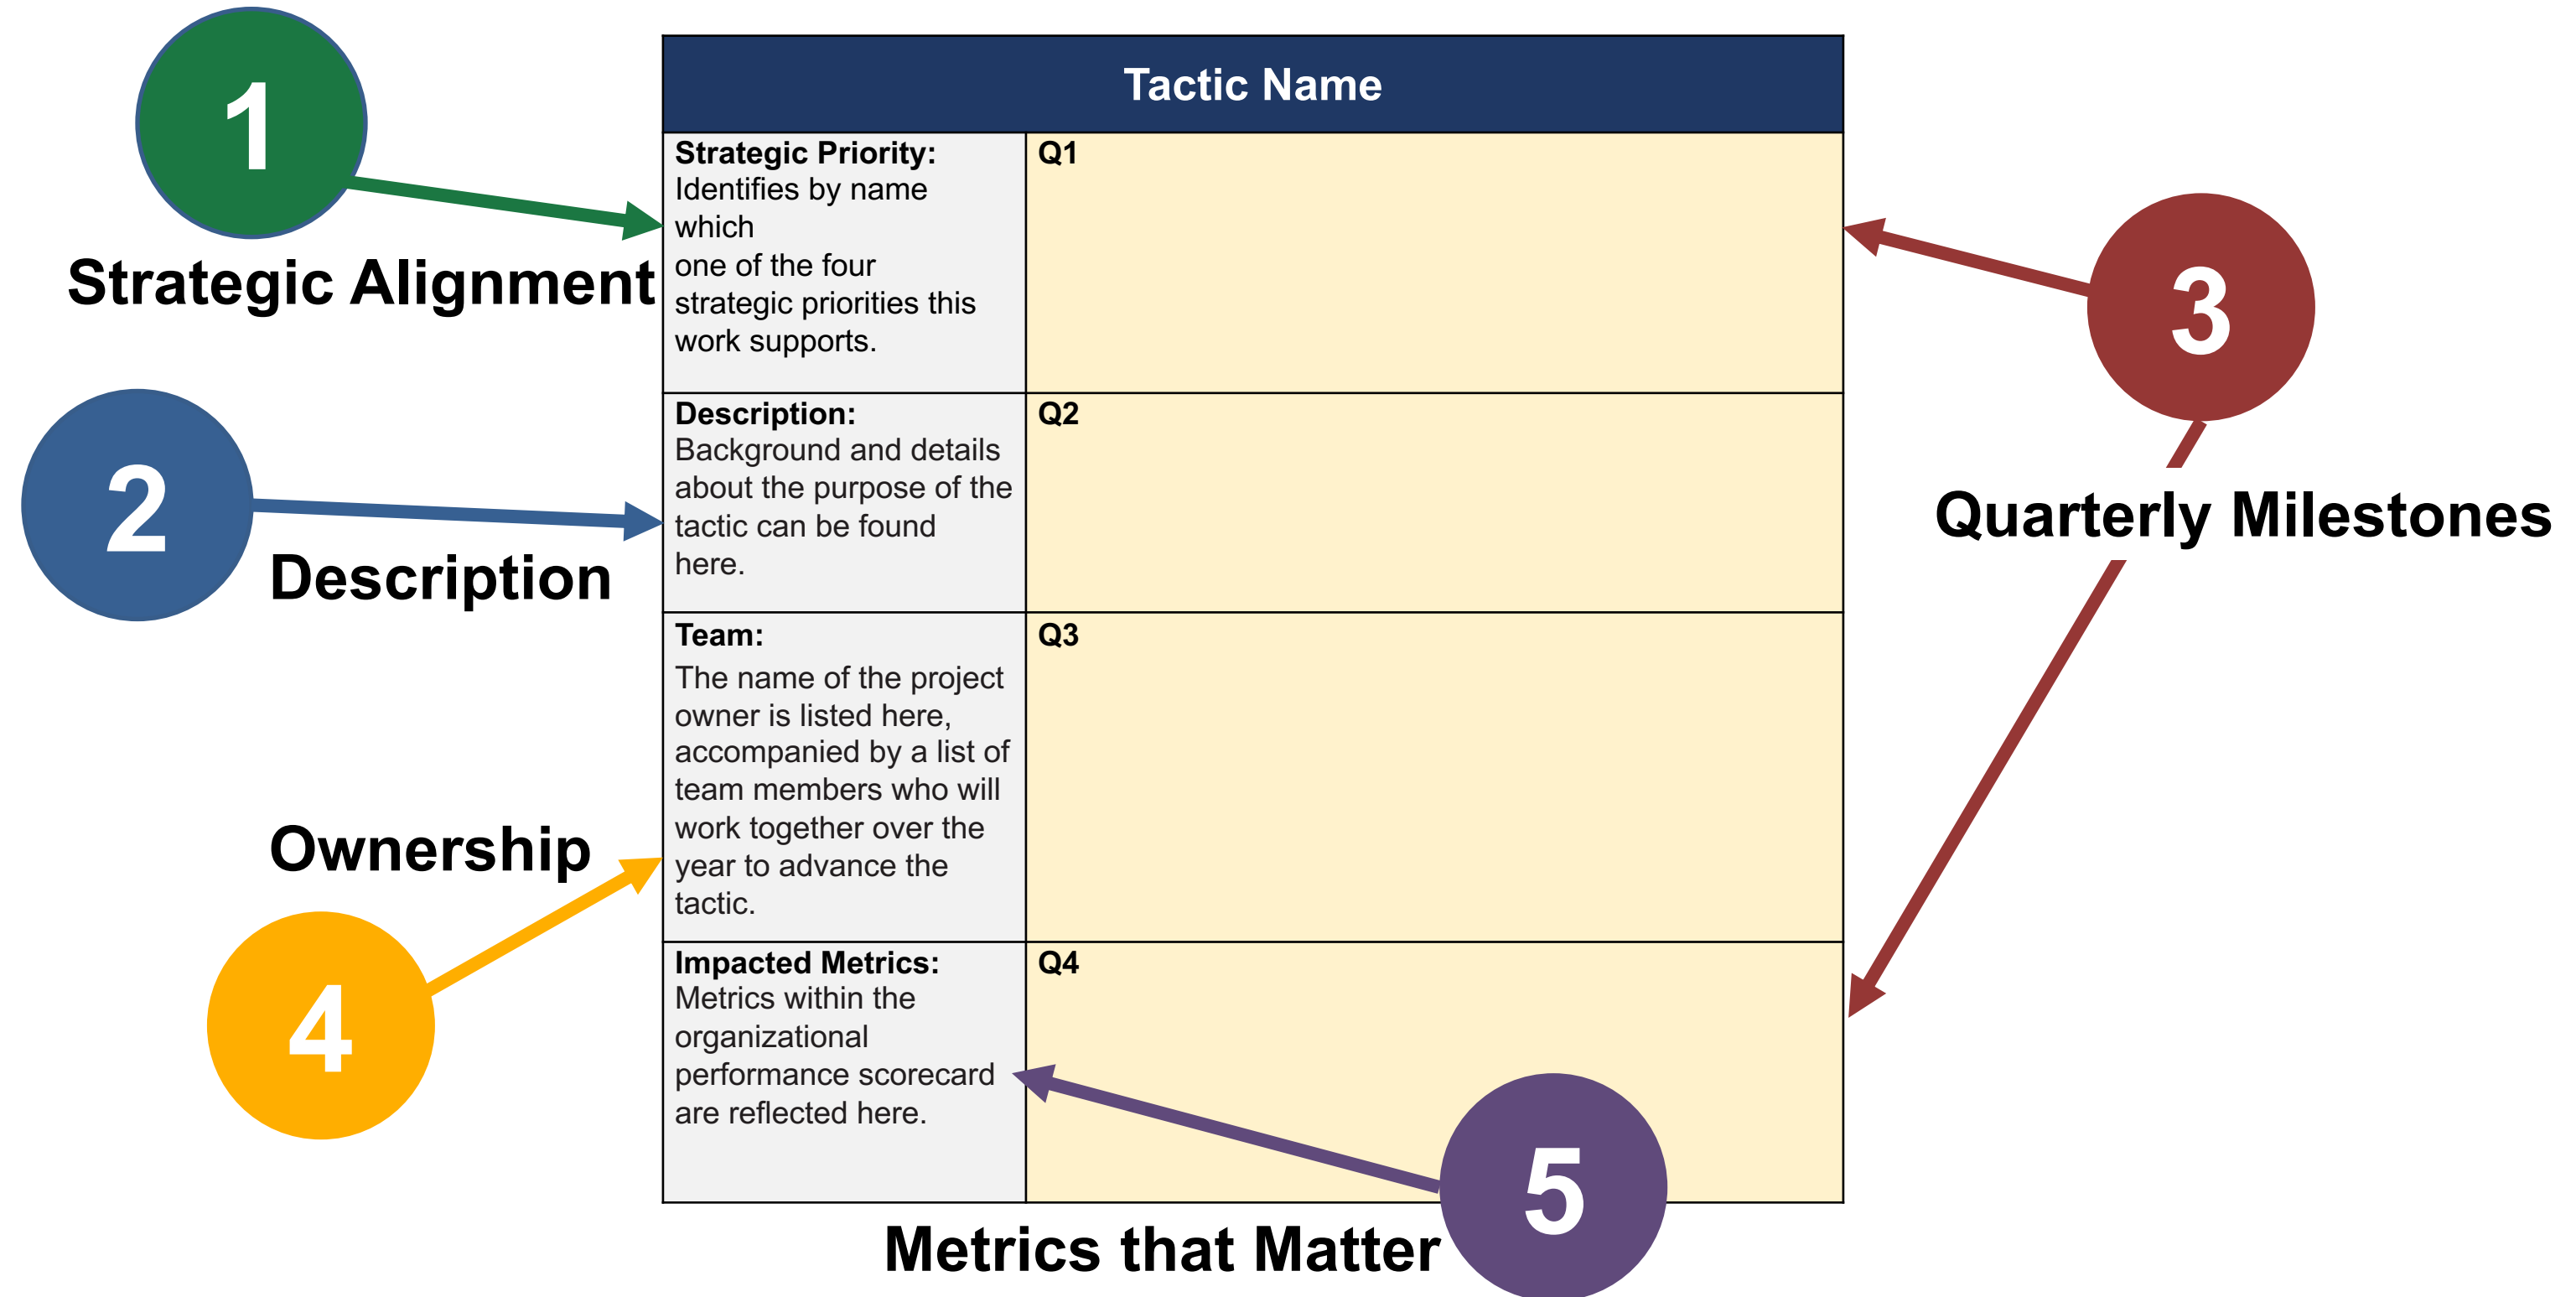 1
Strategic Alignment
2
Description
Ownership
4
Tactic Name
Strategic Priority:
Identifies by name
which
one of the four
strategic priorities this
work supports.
Q1
Description:
Background and details
about the purpose of the
tactic can be found
here.
Q2
Team:
The name of the project
owner is listed here,
accompanied by a list of
team members who will
work together over the
year to advance the
tactic.
Q3
Impacted Metrics:
Metrics within the
organizational
performance scorecard
are reflected here.
Q4
3
Quarterly Milestones
5
Metrics that Matter